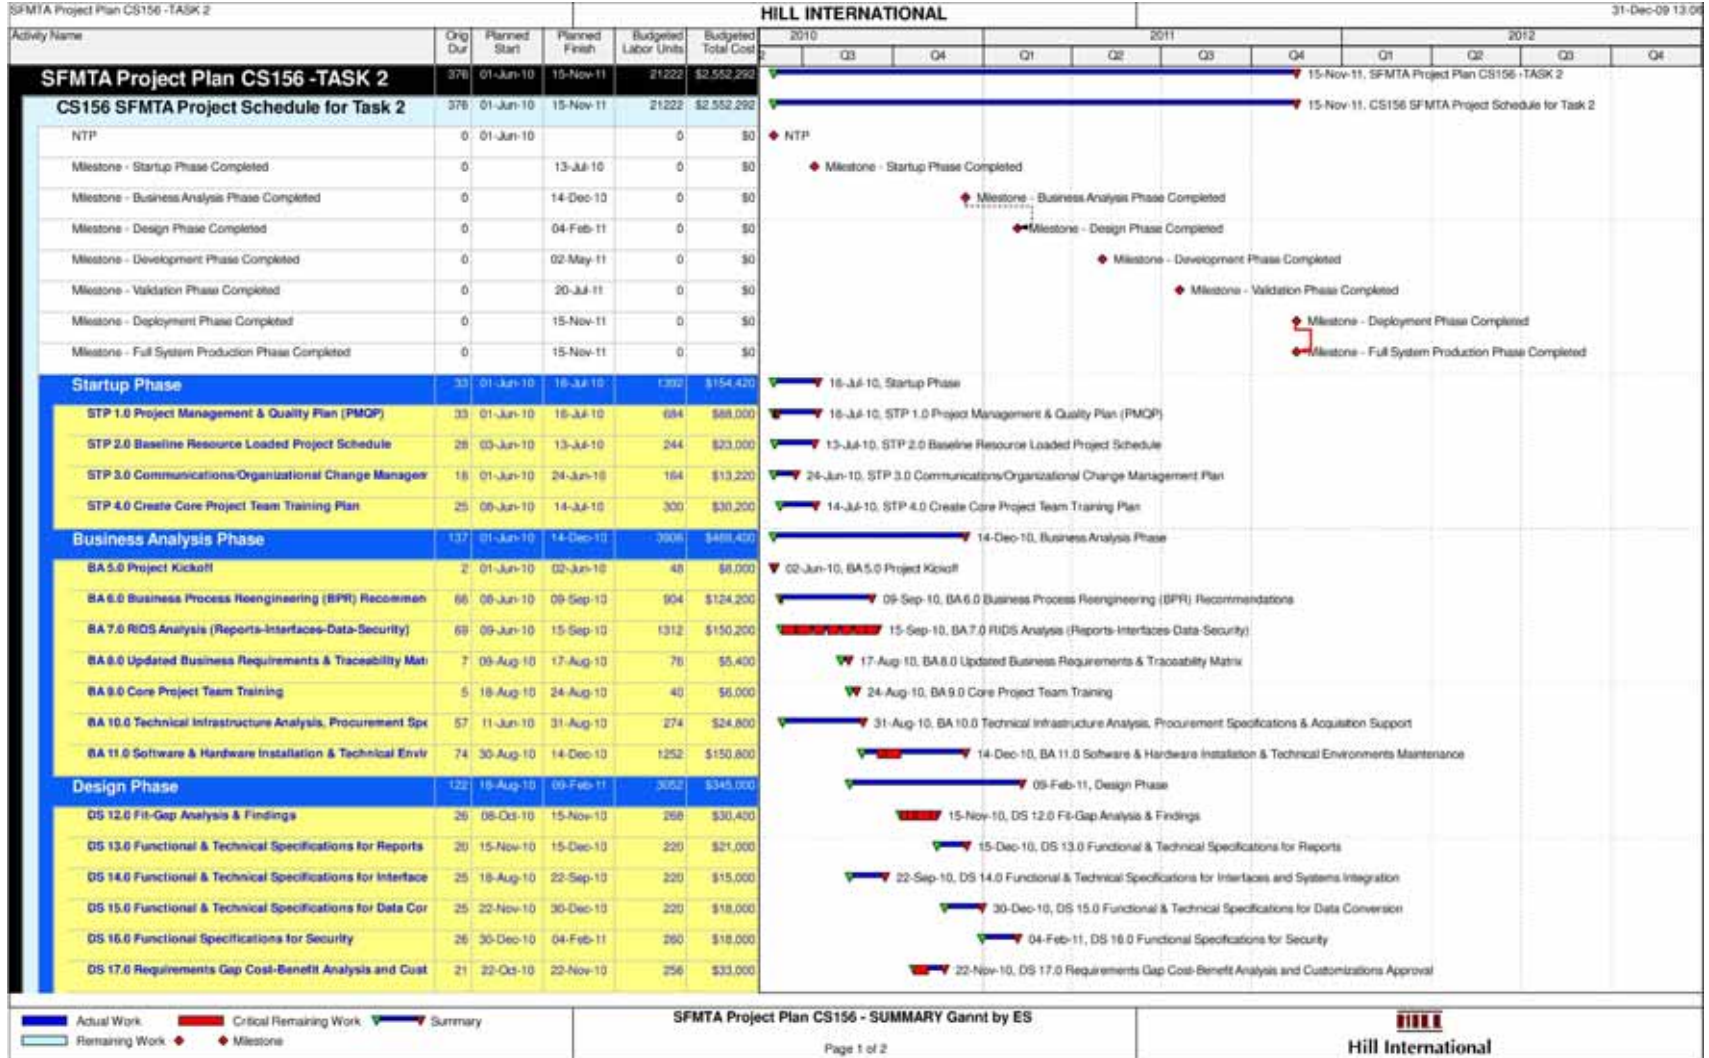 SFMTA Project Plan CS156 -TASK 2 HILL INTERNATIONAL 31-Dec-09 13:06
Activity Name Orig Dur Planned Start Planned Finish Budgeted Labor Units Budgeted Total Cost 2010 2011 2012
2 Q3 Q4 Q1 Q2 Q3 Q4 Q1 Q2 Q3 Q4
SFMTA Project Plan CS156 -TASK 2 376 01-Jun-10 15-Nov-11 21222 $2,552,292 15-Nov-11, SFMTA Project Plan CS156 -TASK 2
CS156 SFMTA Project Schedule for Task 2 376 01-Jun-10 15-Nov-11 21222 $2,552,292 15-Nov-11, CS156 SFMTA Project Schedule for Task 2
NTP 0 01-Jun-10 0 $0 NTP
Milestone - Startup Phase Completed 0 13-Jul-10 0 $0 Milestone - Startup Phase Completed
Milestone - Business Analysis Phase Completed 0 14-Dec-10 0 $0 Milestone - Business Analysis Phase Completed
Milestone - Design Phase Completed 0 04-Feb-11 0 $0 Milestone - Design Phase Completed
Milestone - Development Phase Completed 0 02-May-11 0 $0 Milestone - Development Phase Completed
Milestone - Validation Phase Completed 0 20-Jul-11 0 $0 Milestone - Validation Phase Completed
Milestone - Deployment Phase Completed 0 15-Nov-11 0 $0 Milestone - Deployment Phase Completed
Milestone - Full System Production Phase Completed 0 15-Nov-11 0 $0 Milestone - Full System Production Phase Completed
Startup Phase 33 01-Jun-10 16-Jul-10 1392 $154,420 16-Jul-10, Startup Phase
STP 1.0 Project Management & Quality Plan (PMQP) 33 01-Jun-10 16-Jul-10 684 $88,000 16-Jul-10, STP 1.0 Project Management & Quality Plan (PMQP)
STP 2.0 Baseline Resource Loaded Project Schedule 28 03-Jun-10 13-Jul-10 244 $23,000 13-Jul-10, STP 2.0 Baseline Resource Loaded Project Schedule
STP 3.0 Communications/Organizational Change Managem 18 01-Jun-10 24-Jun-10 164 $13,220 24-Jun-10, STP 3.0 Communications/Organizational Change Management Plan
STP 4.0 Create Core Project Team Training Plan 25 08-Jun-10 14-Jul-10 300 $30,200 14-Jul-10, STP 4.0 Create Core Project Team Training Plan
Business Analysis Phase 137 01-Jun-10 14-Dec-10 3906 $469,400 14-Dec-10, Business Analysis Phase
BA 5.0 Project Kickoff 2 01-Jun-10 02-Jun-10 48 $8,000 02-Jun-10, BA 5.0 Project Kickoff
BA 6.0 Business Process Reengineering (BPR) Recommen 66 08-Jun-10 09-Sep-10 904 $124,200 09-Sep-10, BA 6.0 Business Process Reengineering (BPR) Recommendations
BA 7.0 RIDS Analysis (Reports-Interfaces-Data-Security) 69 09-Jun-10 15-Sep-10 1312 $150,200 15-Sep-10, BA 7.0 RIDS Analysis (Reports-Interfaces-Data-Security)
BA 8.0 Updated Business Requirements & Traceability Mat 7 09-Aug-10 17-Aug-10 76 $5,400 17-Aug-10, BA 8.0 Updated Business Requirements & Traceability Matrix
BA 9.0 Core Project Team Training 5 18-Aug-10 24-Aug-10 40 $6,000 24-Aug-10, BA 9.0 Core Project Team Training
BA 10.0 Technical Infrastructure Analysis, Procurement Spe 57 11-Jun-10 31-Aug-10 274 $24,800 31-Aug-10, BA 10.0 Technical Infrastructure Analysis, Procurement Specifications & Acquisition Support
BA 11.0 Software & Hardware Installation & Technical Envir 74 30-Aug-10 14-Dec-10 1252 $150,800 14-Dec-10, BA 11.0 Software & Hardware Installation & Technical Environments Maintenance
Design Phase 122 18-Aug-10 09-Feb-11 3052 $345,000 09-Feb-11, Design Phase
DS 12.0 Fit-Gap Analysis & Findings 26 08-Oct-10 15-Nov-10 268 $30,400 15-Nov-10, DS 12.0 Fit-Gap Analysis & Findings
DS 13.0 Functional & Technical Specifications for Reports 20 15-Nov-10 15-Dec-10 220 $21,000 15-Dec-10, DS 13.0 Functional & Technical Specifications for Reports
DS 14.0 Functional & Technical Specifications for Interface 25 18-Aug-10 22-Sep-10 220 $15,000 22-Sep-10, DS 14.0 Functional & Technical Specifications for Interfaces and Systems Integration
DS 15.0 Functional & Technical Specifications for Data Cor 25 22-Nov-10 30-Dec-10 220 $18,000 30-Dec-10, DS 15.0 Functional & Technical Specifications for Data Conversion
DS 16.0 Functional Specifications for Security 26 30-Dec-10 04-Feb-11 260 $18,000 04-Feb-11, DS 16.0 Functional Specifications for Security
DS 17.0 Requirements Gap Cost-Benefit Analysis and Cust 21 22-Oct-10 22-Nov-10 256 $33,000 22-Nov-10, DS 17.0 Requirements Gap Cost-Benefit Analysis and Customizations Approval
Actual Work Critical Remaining Work Summary
Remaining Work Milestone
SFMTA Project Plan CS156 - SUMMARY Gannt by ES
Page 1 of 2
Hill International